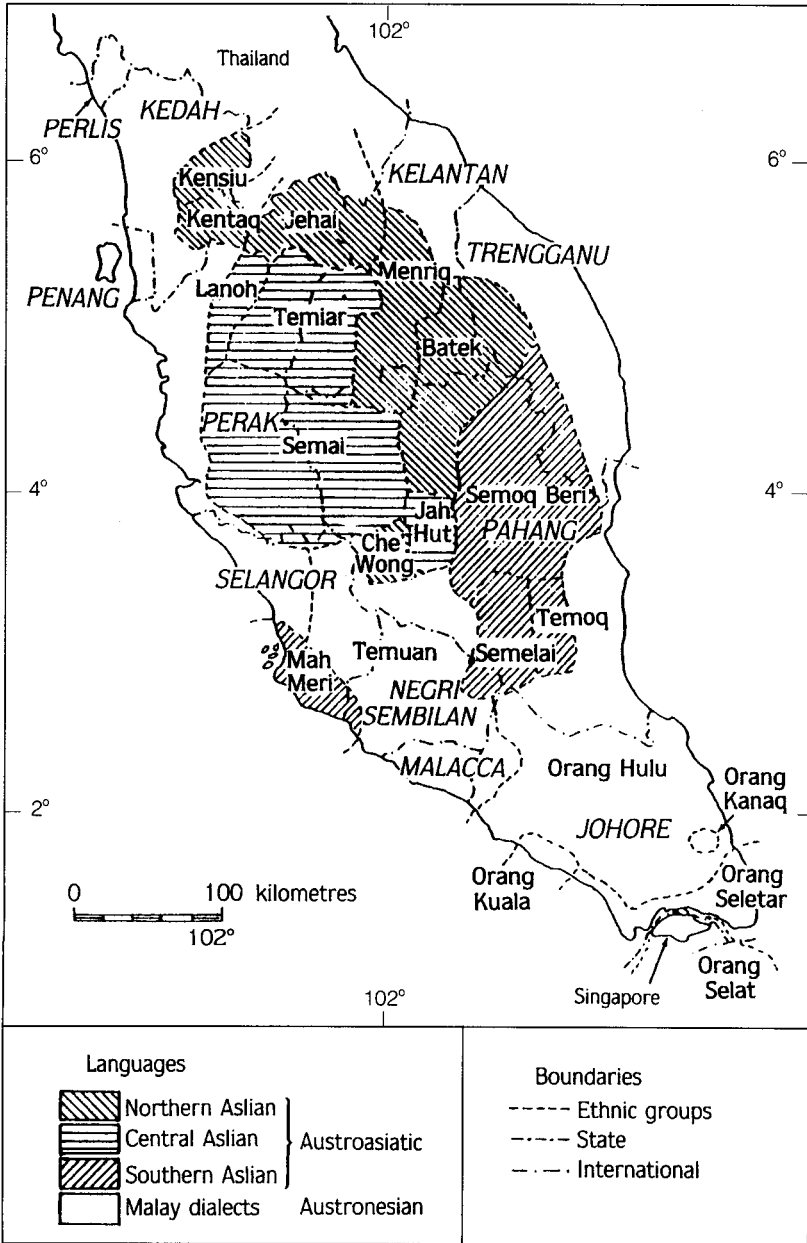 102°
Thailand
KEDAH
PERLIS
6°
6°
KELANTAN
Kensiu
Kentaq
Jehai
TRENGGANU
Menriq
PENANG
Lanoh
Temiar
Batek
PERAK
Semai
4°
4°
Semoq Beri
Jah
Hut
PAHANG
Che
Wong
SELANGOR
Temoq
Mah
Meri
Temuan
Semelai
NEGRI
SEMBILAN
MALACCA
Orang Hulu
Orang
Kanaq
2°
JOHORE
Orang
Kuala
Orang
Seletar
0 100 kilometres
102°
Orang
Selat
Singapore
102°
Languages
Northern Aslian
Central Aslian
Southern Aslian
Austroasiatic
Malay dialects Austronesian
Boundaries
Ethnic groups
State
International